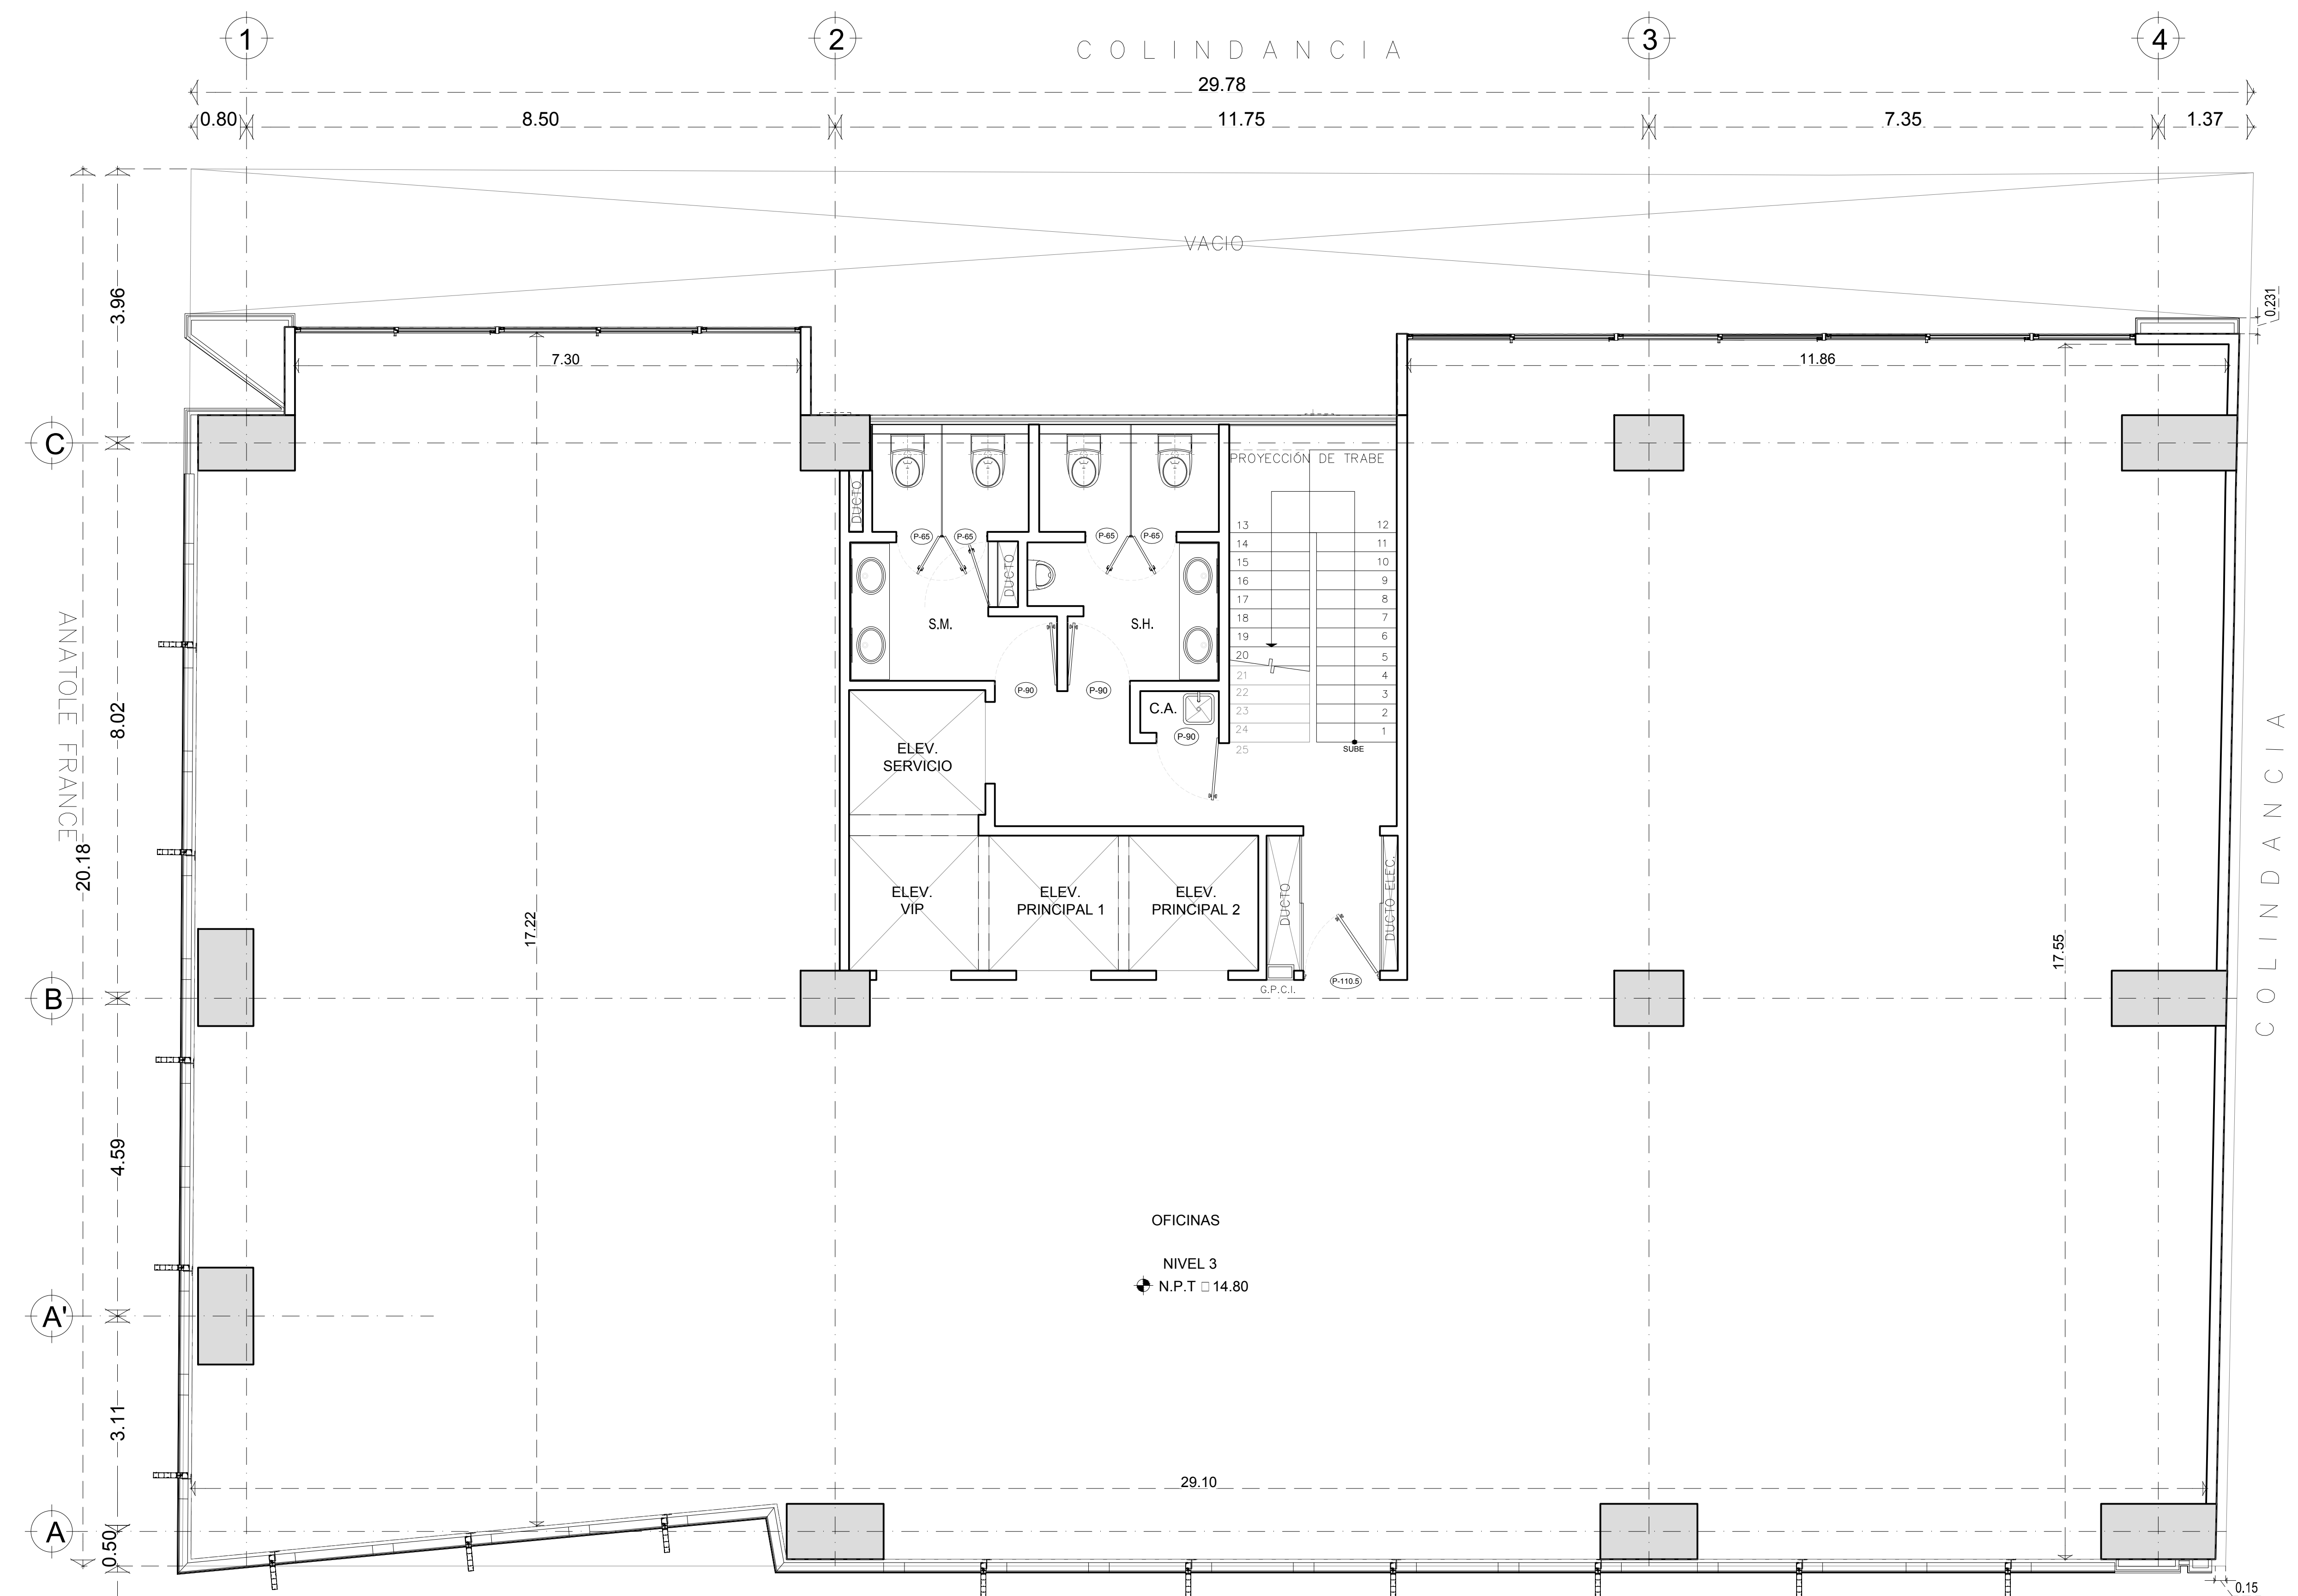 1 2 3 4
COLINDANCIA
29.78
0.80 8.50 11.75 7.35 1.37
VACIO
3.96
0.231
7.30
11.86
C
PROYECCIÓN DE TRABE
DUCTO
P-65 P-65 P-65 P-65
13 12
14 11
15 10
16 9
17 8
18 7
19 6
20 5
21 4
22 3
23 2
24 1
25
SUBE
DUCTO
S.M. S.H.
P-90 P-90
C.A.
P-90
ANATOLE FRANCE
8.02
20.18
COLINDANCIA
ELEV.
SERVICIO
ELEV.
VIP
ELEV.
PRINCIPAL 1
ELEV.
PRINCIPAL 2
DUCTO
DUCTO ELEC.
17.22
17.55
B
G.P.C.I.
P-110.5
4.59
OFICINAS
NIVEL 3
N.P.T □ 14.80
A'
3.11
29.10
A
0.50
0.15